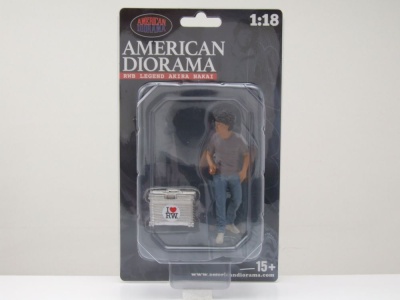 AMERICAN
DIORAMA
1:18
AMERICAN
DIORAMA
RWB LEGEND AKIRA NAKAI
I ❤
RW
15+
www.americandiorama.com